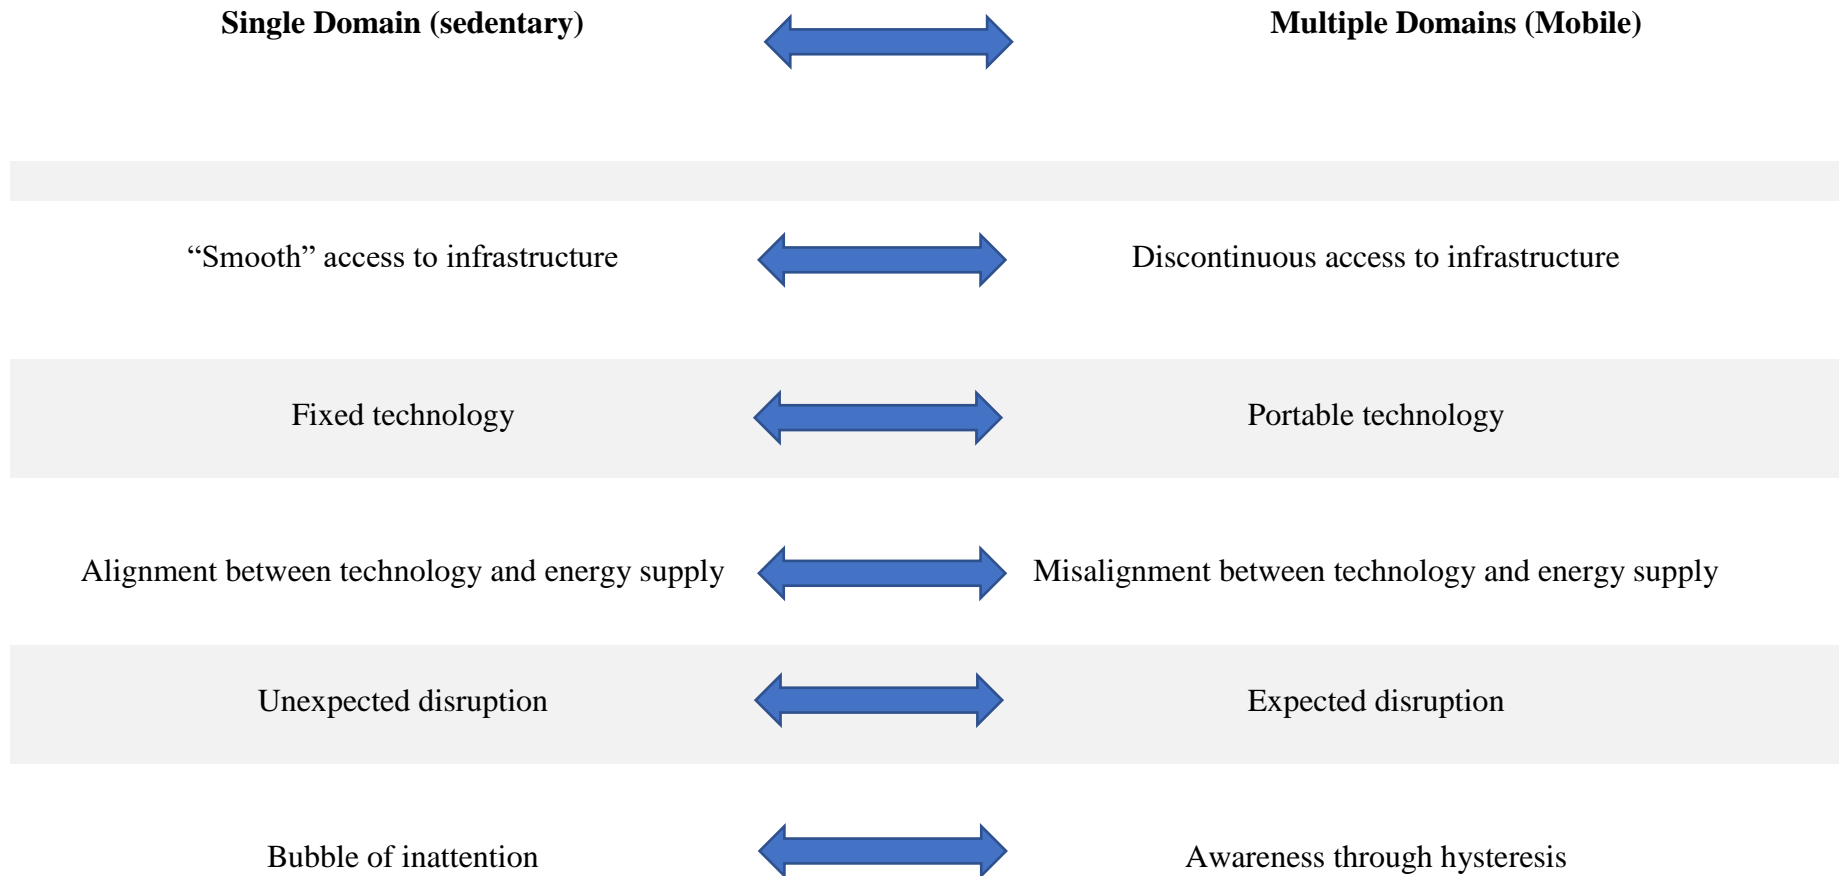 Single Domain (sedentary) Multiple Domains (Mobile)
“Smooth” access to infrastructure Discontinuous access to infrastructure
Fixed technology Portable technology
Alignment between technology and energy supply Misalignment between technology and energy supply
Unexpected disruption Expected disruption
Bubble of inattention Awareness through hysteresis